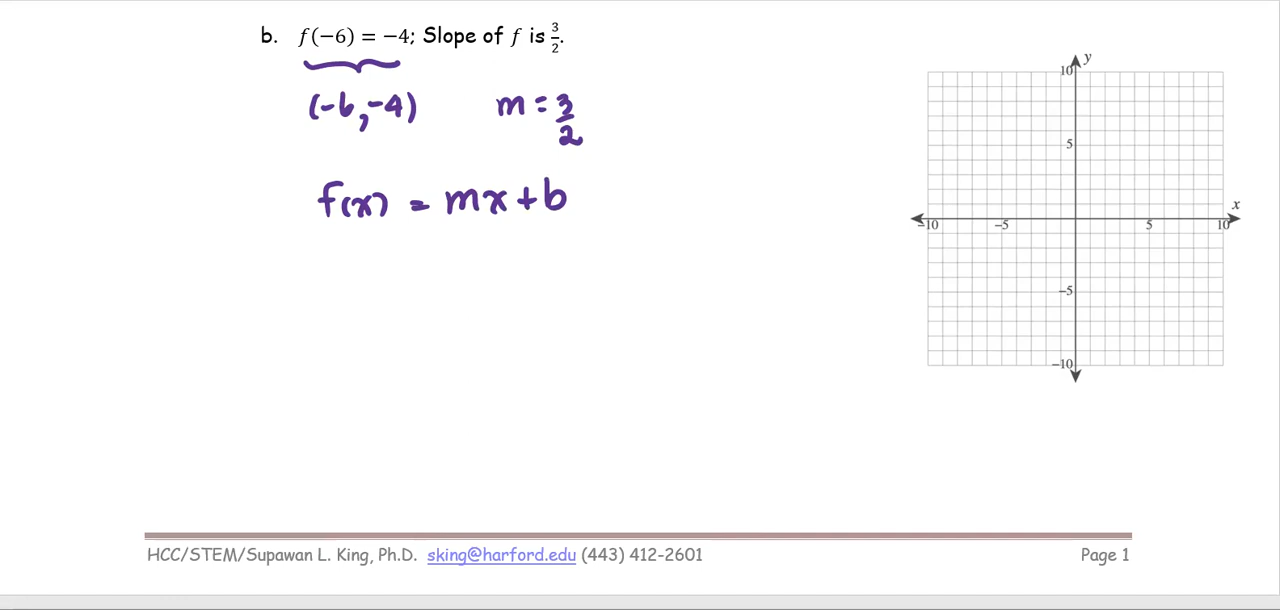 b. f(−6) = −4; Slope of f is 3/2.
(-6,-4) m = 3/2
f(x) = mx+b
y
10
5
x
−10 −5 5 10
−5
−10
HCC/STEM/Supawan L. King, Ph.D. sking@harford.edu (443) 412-2601 Page 1